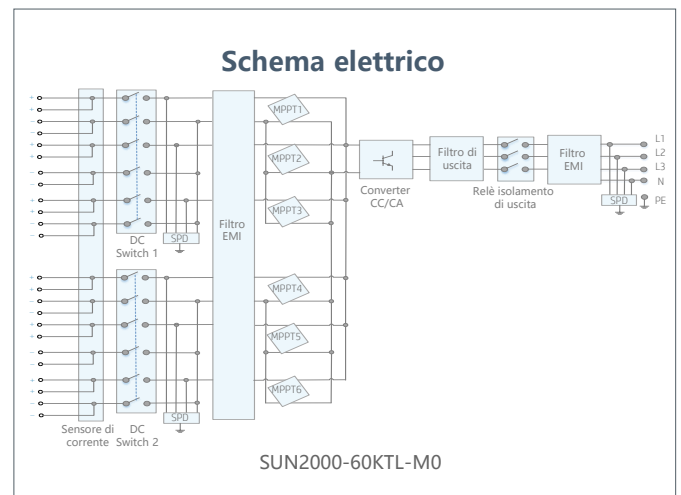 Schema elettrico
MPPT1
MPPT2
MPPT3
MPPT4
MPPT5
MPPT6
DC
Switch 1
SPD
Filtro
EMI
Converter
CC/CA
Filtro di
uscita
Relè isolamento
di uscita
Filtro
EMI
SPD
L1
L2
L3
N
PE
Sensore di
corrente
DC
Switch 2
SPD
SUN2000-60KTL-M0